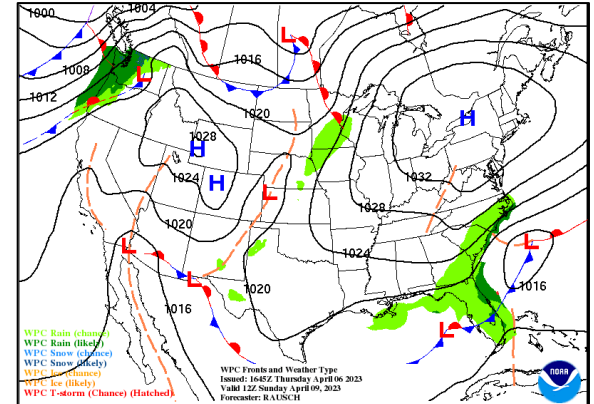 1000
1004
1016
1008
1012
L
L
H
1020
1028
H
1024
H
1032
L
1028
1020
1024
L
L
L
1020
1016
1016
L
WPC Rain (chance)
WPC Rain (likely)
WPC Snow (chance)
WPC Snow (likely)
WPC Ice (chance)
WPC Ice (likely)
WPC T-storm (Chance) (Hatched)
WPC Fronts and Weather Type
Issued: 1645Z Thursday April 06 2023
Valid 12Z Sunday April 09, 2023
Forecaster: RAUSCH
NOAA